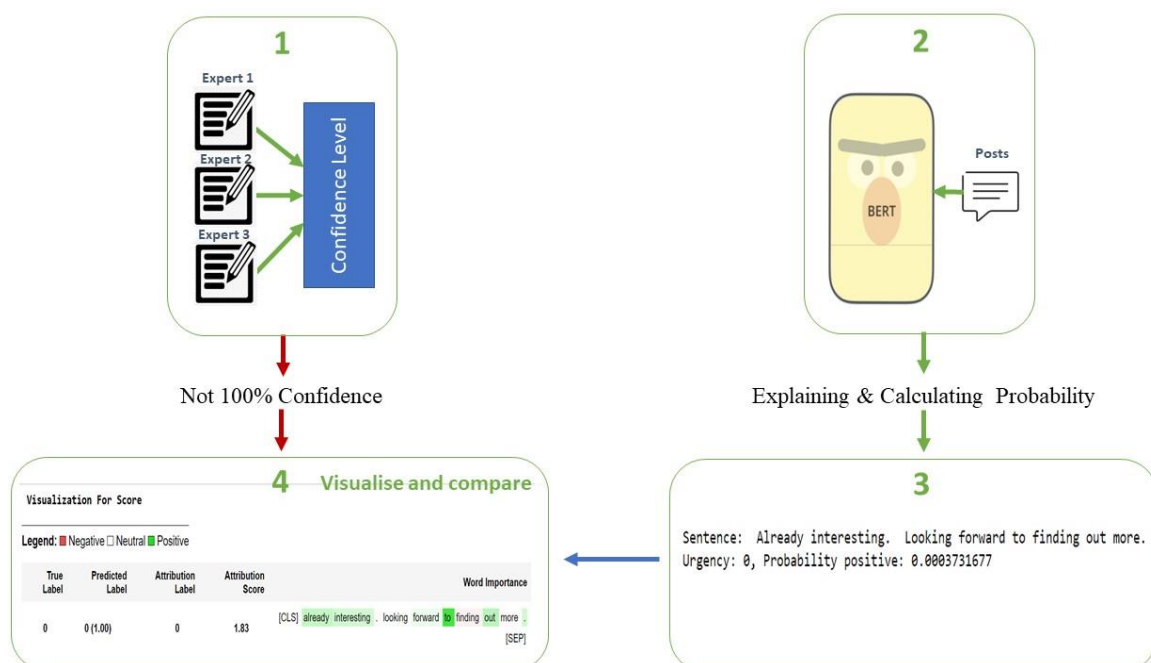 1
Expert 1
Expert 2
Expert 3
Confidence Level
2
Posts
BERT
Not 100% Confidence
Explaining & Calculating Probability
4 Visualise and compare
Visualization For Score
Legend: Negative Neutral Positive
True Label Predicted Label Attribution Label Attribution Score Word Importance
0 0 (1.00) 0 1.83 [CLS] already interesting . looking forward to finding out more .
[SEP]
3
Sentence: Already interesting. Looking forward to finding out more.
Urgency: 0, Probability positive: 0.0003731677